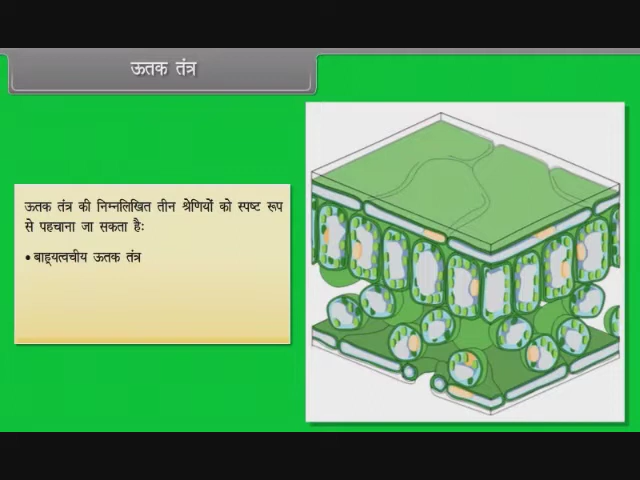 ऊतक तंत्र
ऊतक तंत्र की निम्नलिखित तीन श्रेणियों को स्पष्ट रूप
से पहचाना जा सकता है:
• बाह्यत्वचीय ऊतक तंत्र